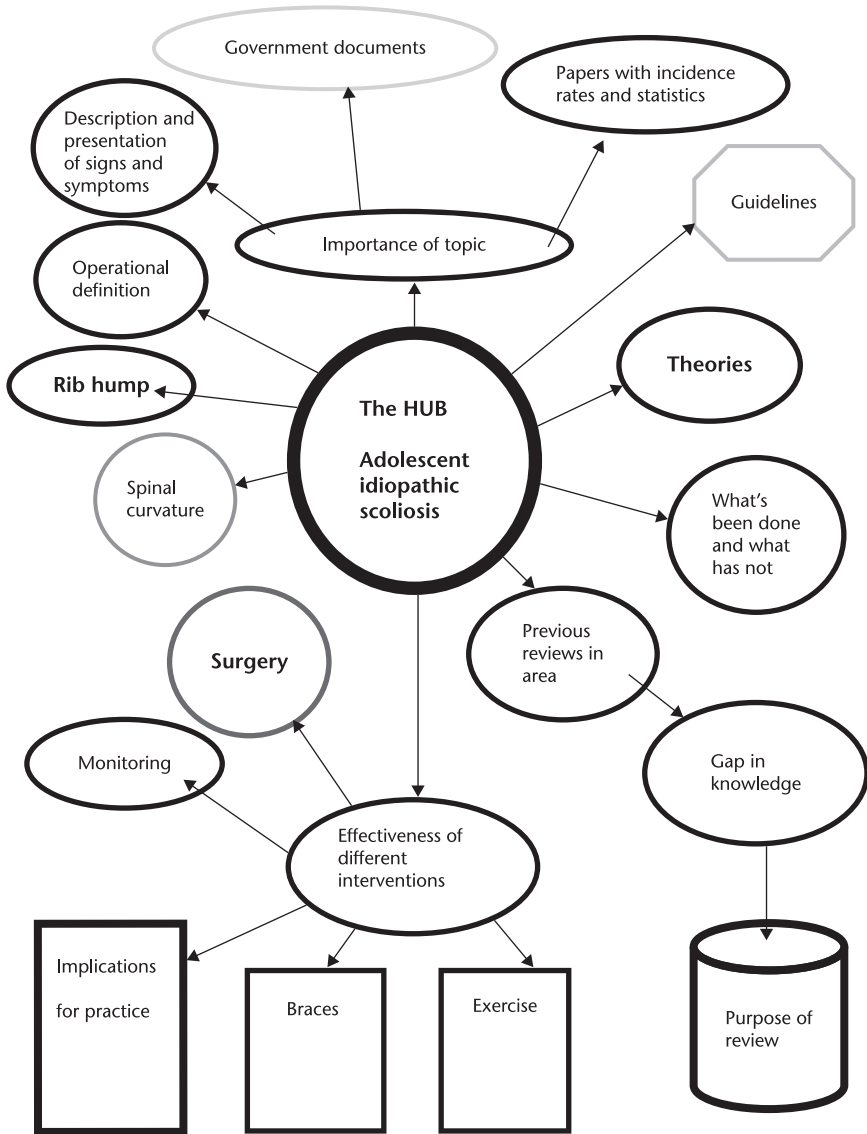 Government documents
Papers with incidence
rates and statistics
Description and
presentation
of signs and
symptoms
Guidelines
Importance of topic
Operational
definition
Theories
Rib hump
The HUB
Adolescent
idiopathic
scoliosis
Spinal
curvature
What's
been done
and what
has not
Previous
reviews in
area
Surgery
Monitoring
Gap in
knowledge
Effectiveness of
different
interventions
Implications
for practice
Braces
Exercise
Purpose of
review